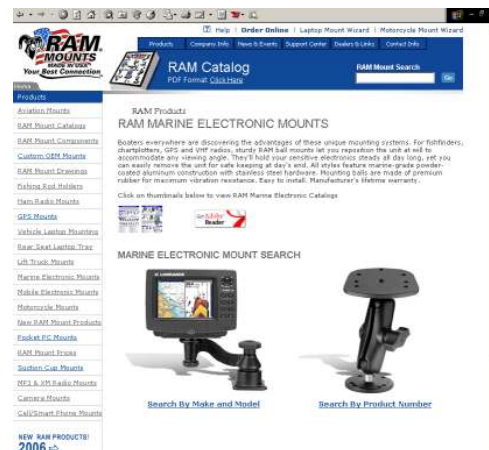 Help | Order Online | Laptop Mount Wizard | Motorcycle Mount Wizard
RAM
MOUNTS
MADE IN USA
Your Best Connection
Products | Company Info | News & Events | Support Center | Dealers & Links | Contact Info
RAM Catalog
PDF Format Click Here
RAM Mount Search
Go
Home
Products
Aviation Mounts
RAM Mount Catalogs
RAM Mount Components
Custom OEM Mounts
RAM Mount Drawings
Fishing Rod Holders
Ham Radio Mounts
GPS Mounts
Vehicle Laptop Mounting
Rear Seat Laptop Tray
Lift Truck Mounts
Marine Electronic Mounts
Mobile Electronic Mounts
Motorcycle Mounts
New RAM Mount Products
Pocket PC Mounts
RAM Mount Prices
Suction Cup Mounts
MP3 & XM Radio Mounts
Camera Mounts
Cell/Smart Phone Mounts
NEW RAM PRODUCTS!
2006
RAM Products
RAM MARINE ELECTRONIC MOUNTS
Boaters everywhere are discovering the advantages of these unique mounting systems. For fishfinders,
chartplotters, GPS and VHF radios, sturdy RAM ball mounts let you reposition the unit at will to
accommodate any viewing angle. They'll hold your sensitive electronics steady all day long, yet you
can easily remove the unit for safe keeping at day's end. All styles feature marine-grade powder-
coated aluminum construction with stainless steel hardware. Mounting balls are made of premium
rubber for maximum vibration resistance. Easy to install. Manufacturer's lifetime warranty.
Click on thumbnails below to view RAM Marine Electronic Catalogs
Get Adobe
Reader
MARINE ELECTRONIC MOUNT SEARCH
LOWRANCE
Search By Make and Model
Search By Product Number